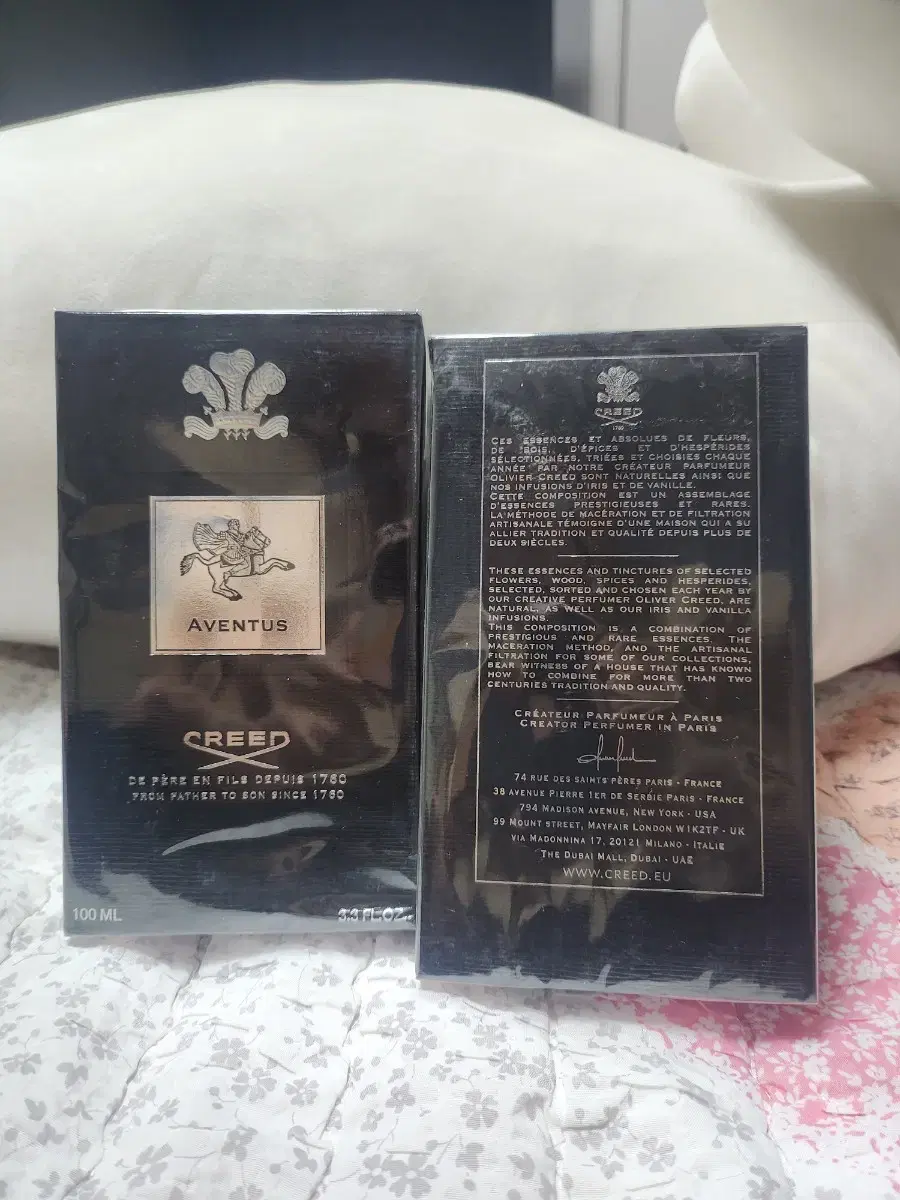 AVENTUS
CREED
DE PÈRE EN FILS DEPUIS 1760
FROM FATHER TO SON SINCE 1760
100 ML
3.3 FL.OZ.
CREED
1760
CES ESSENCES ET ABSOLUES DE FLEURS,
DE BOIS, D'ÉPICES ET D'HESPÉRIDES
SÉLECTIONNÉES, TRIÉES ET CHOISIES CHAQUE
ANNÉE PAR NOTRE CRÉATEUR PARFUMEUR
OLIVIER CREED SONT NATURELLES AINSI QUE
NOS INFUSIONS D'IRIS ET DE VANILLE.
CETTE COMPOSITION EST UN ASSEMBLAGE
D'ESSENCES PRESTIGIEUSES ET RARES.
LA MÉTHODE DE MACÉRATION ET DE FILTRATION
ARTISANALE TÉMOIGNE D'UNE MAISON QUI A SU
ALLIER TRADITION ET QUALITÉ DEPUIS PLUS DE
DEUX SIÈCLES.
THESE ESSENCES AND TINCTURES OF SELECTED
FLOWERS, WOOD, SPICES AND HESPERIDES,
SELECTED, SORTED AND CHOSEN EACH YEAR BY
OUR CREATIVE PERFUMER OLIVER CREED, ARE
NATURAL, AS WELL AS OUR IRIS AND VANILLA
INFUSIONS.
THIS COMPOSITION IS A COMBINATION OF
PRESTIGIOUS AND RARE ESSENCES. THE
MACERATION METHOD, AND THE ARTISANAL
FILTRATION FOR SOME OF OUR COLLECTIONS,
BEAR WITNESS OF A HOUSE THAT HAS KNOWN
HOW TO COMBINE FOR MORE THAN TWO
CENTURIES TRADITION AND QUALITY.
CRÉATEUR PARFUMEUR À PARIS
CREATOR PERFUMER IN PARIS
74 RUE DES SAINTS PÈRES PARIS - FRANCE
38 AVENUE PIERRE 1ER DE SERBIE PARIS - FRANCE
794 MADISON AVENUE, NEW YORK - USA
99 MOUNT STREET, MAYFAIR LONDON W1K2TF - UK
VIA MADONNINA 17, 20121 MILANO - ITALIE
THE DUBAI MALL, DUBAI - UAE
WWW.CREED.EU